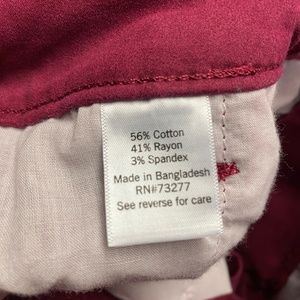 56% Cotton
41% Rayon
3% Spandex
Made in Bangladesh
RN#73277
See reverse for care